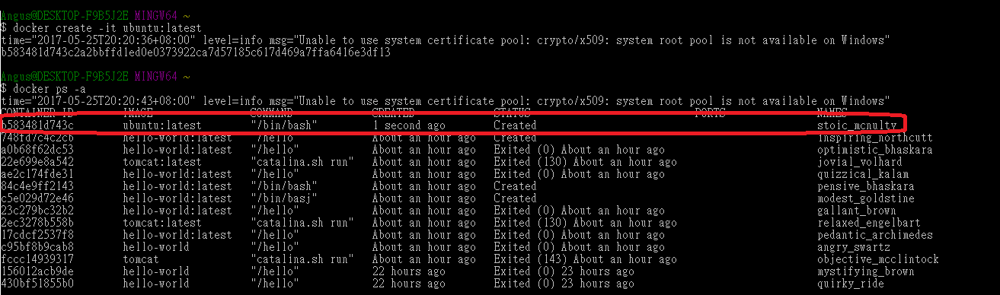 Angus@DESKTOP-F9B5J2E MINGW64 ~
$ docker create -it ubuntu:latest
time="2017-05-25T20:20:36+08:00" level=info msg="Unable to use system certificate pool: crypto/x509: system root pool is not available on Windows"
b583481d743c2a2bbffd1ed0e0373922ca7d57185c617d469a7ffa6416e3df13
Angus@DESKTOP-F9B5J2E MINGW64 ~
$ docker ps -a
time="2017-05-25T20:20:43+08:00" level=info msg="Unable to use system certificate pool: crypto/x509: system root pool is not available on Windows"
CONTAINER ID IMAGE COMMAND CREATED STATUS PORTS NAMES
b583481d743c ubuntu:latest "/bin/bash" 1 second ago Created stoic_mcnulty
748fd7c4c2cb hello-world:latest "/hello" About an hour ago Created inspiring_northcutt
a0b68f62dc53 hello-world:latest "/hello" About an hour ago Exited (0) About an hour ago optimistic_bhaskara
22e699e8a542 tomcat:latest "catalina.sh run" About an hour ago Exited (130) About an hour ago jovial_volhard
ae2c174fde31 hello-world:latest "/hello" About an hour ago Exited (0) About an hour ago quizzical_kalam
84c4e9ff2143 hello-world:latest "/bin/bash" About an hour ago Created pensive_bhaskara
c5e029d72e46 hello-world:latest "/bin/basj" About an hour ago Created modest_goldstine
23c279bc32b2 hello-world:latest "/hello" About an hour ago Exited (0) About an hour ago gallant_brown
2ec3278b558b tomcat:latest "catalina.sh run" About an hour ago Exited (130) About an hour ago relaxed_engelbart
17cdcf2537f8 hello-world:latest "/hello" About an hour ago Exited (0) About an hour ago pedantic_archimedes
c95bf8b9cab8 hello-world "/hello" About an hour ago Exited (0) About an hour ago angry_swartz
fccc14939317 tomcat "catalina.sh run" About an hour ago Exited (143) About an hour ago objective_mcclintock
156012acb9de hello-world "/hello" 22 hours ago Exited (0) 23 hours ago mystifying_brown
430bf51855b0 hello-world "/hello" 22 hours ago Exited (0) 23 hours ago quirky_ride